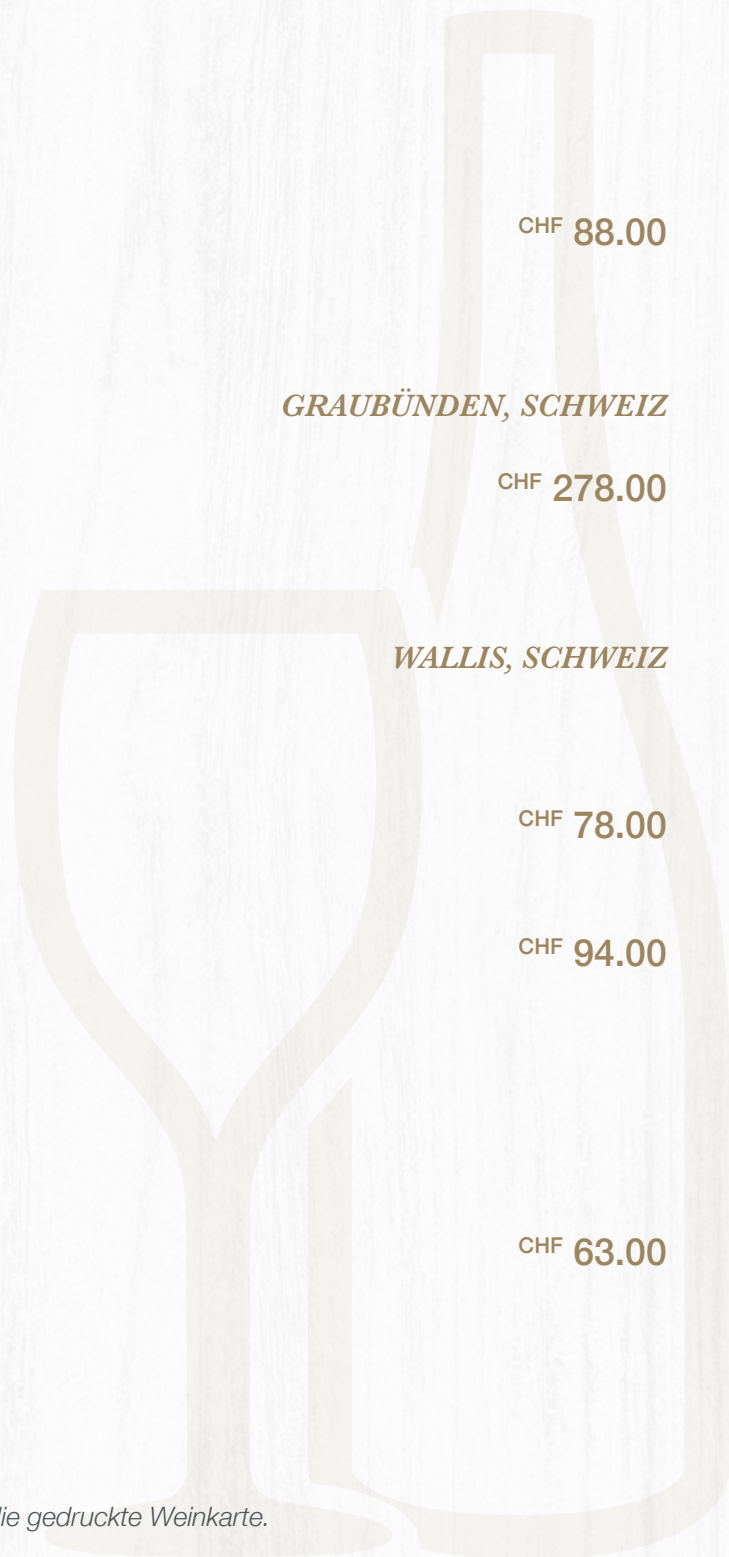 CHF 88.00
GRAUBÜNDEN, SCHWEIZ
CHF 278.00
WALLIS, SCHWEIZ
CHF 78.00
CHF 94.00
CHF 63.00
gedruckte Weinkarte.